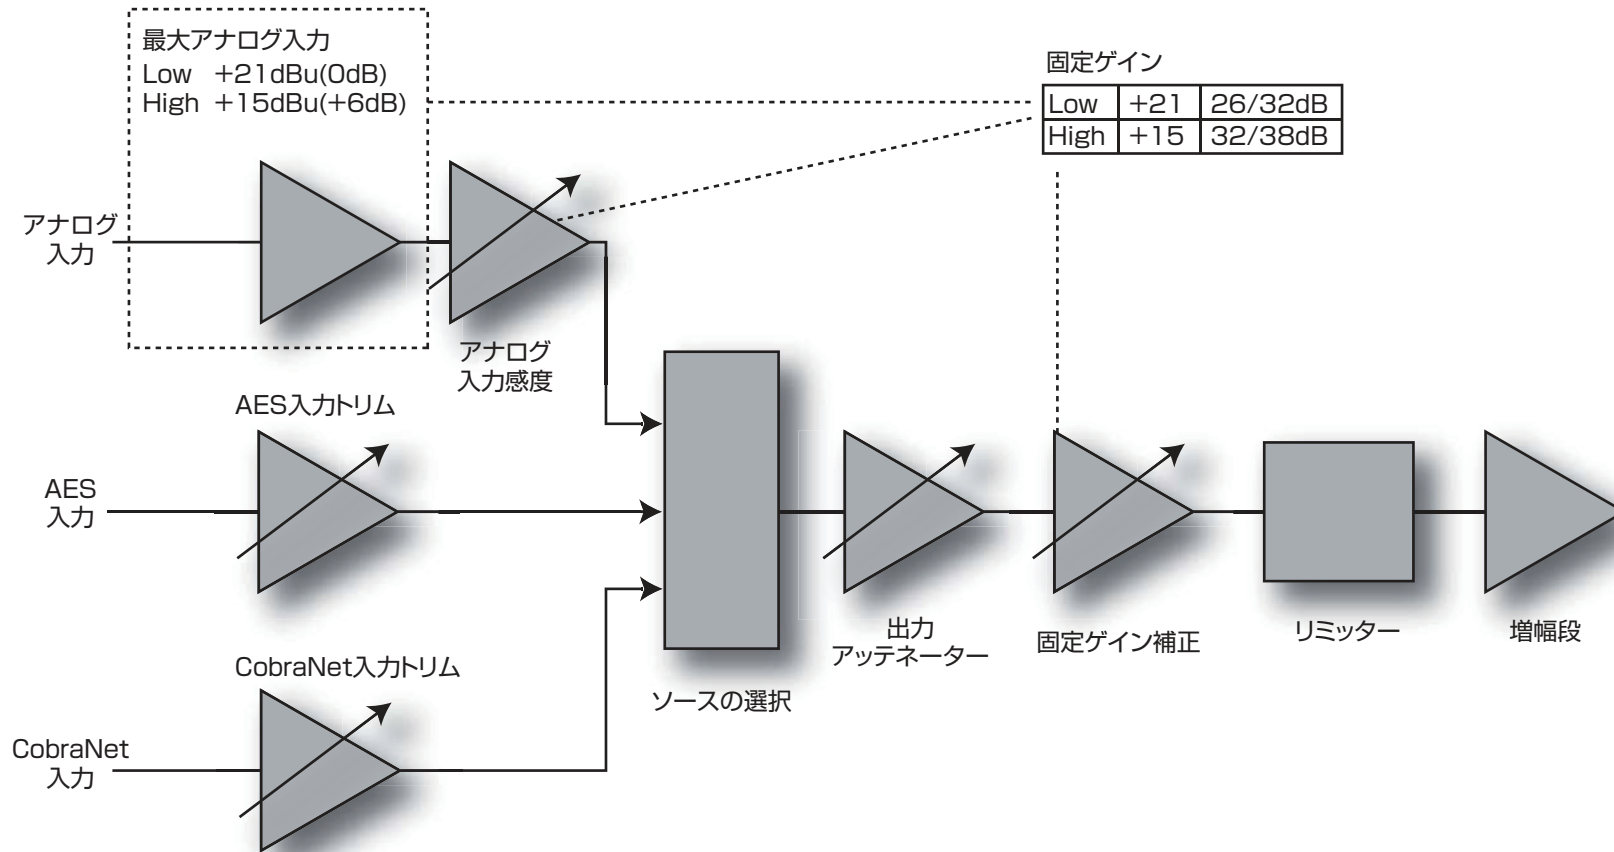 最大アナログ入力
Low +21dBu(0dB)
High +15dBu(+6dB)
固定ゲイン
Low +21 26/32dB
High +15 32/38dB
アナログ
入力
アナログ
入力感度
AES入力トリム
AES
入力
CobraNet入力トリム
CobraNet
入力
ソースの選択
出力
アッテネーター
固定ゲイン補正
リミッター
増幅段